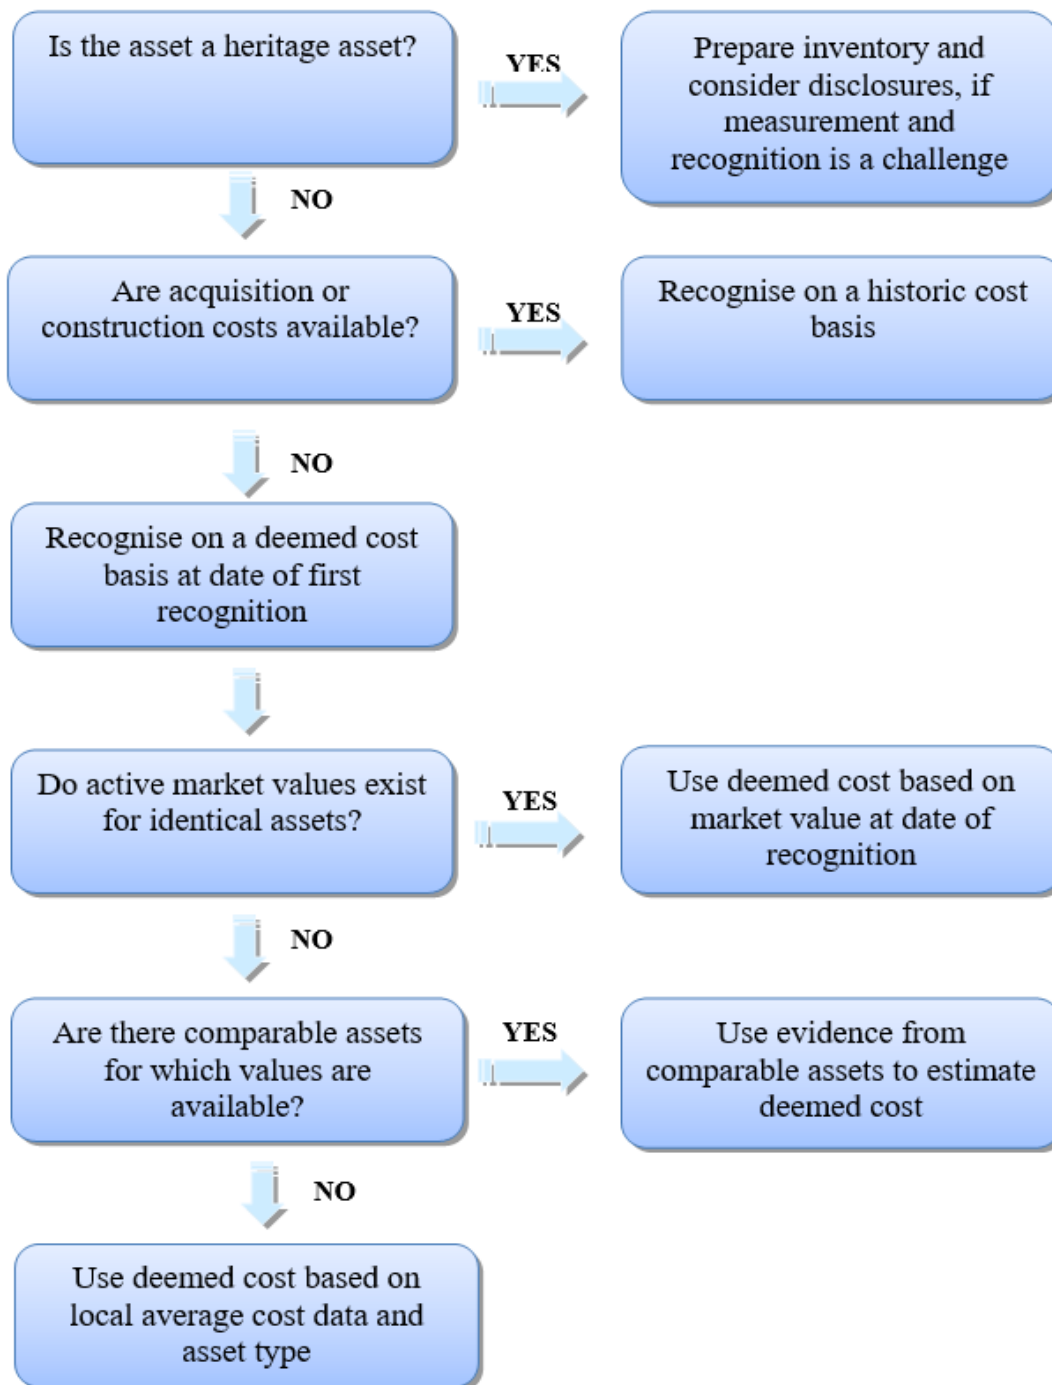 Is the asset a heritage asset?
YES
Prepare inventory and
consider disclosures, if
measurement and
recognition is a challenge
NO
Are acquisition or
construction costs available?
YES
Recognise on a historic cost
basis
NO
Recognise on a deemed cost
basis at date of first
recognition
Do active market values exist
for identical assets?
YES
Use deemed cost based on
market value at date of
recognition
NO
Are there comparable assets
for which values are
available?
YES
Use evidence from
comparable assets to estimate
deemed cost
NO
Use deemed cost based on
local average cost data and
asset type